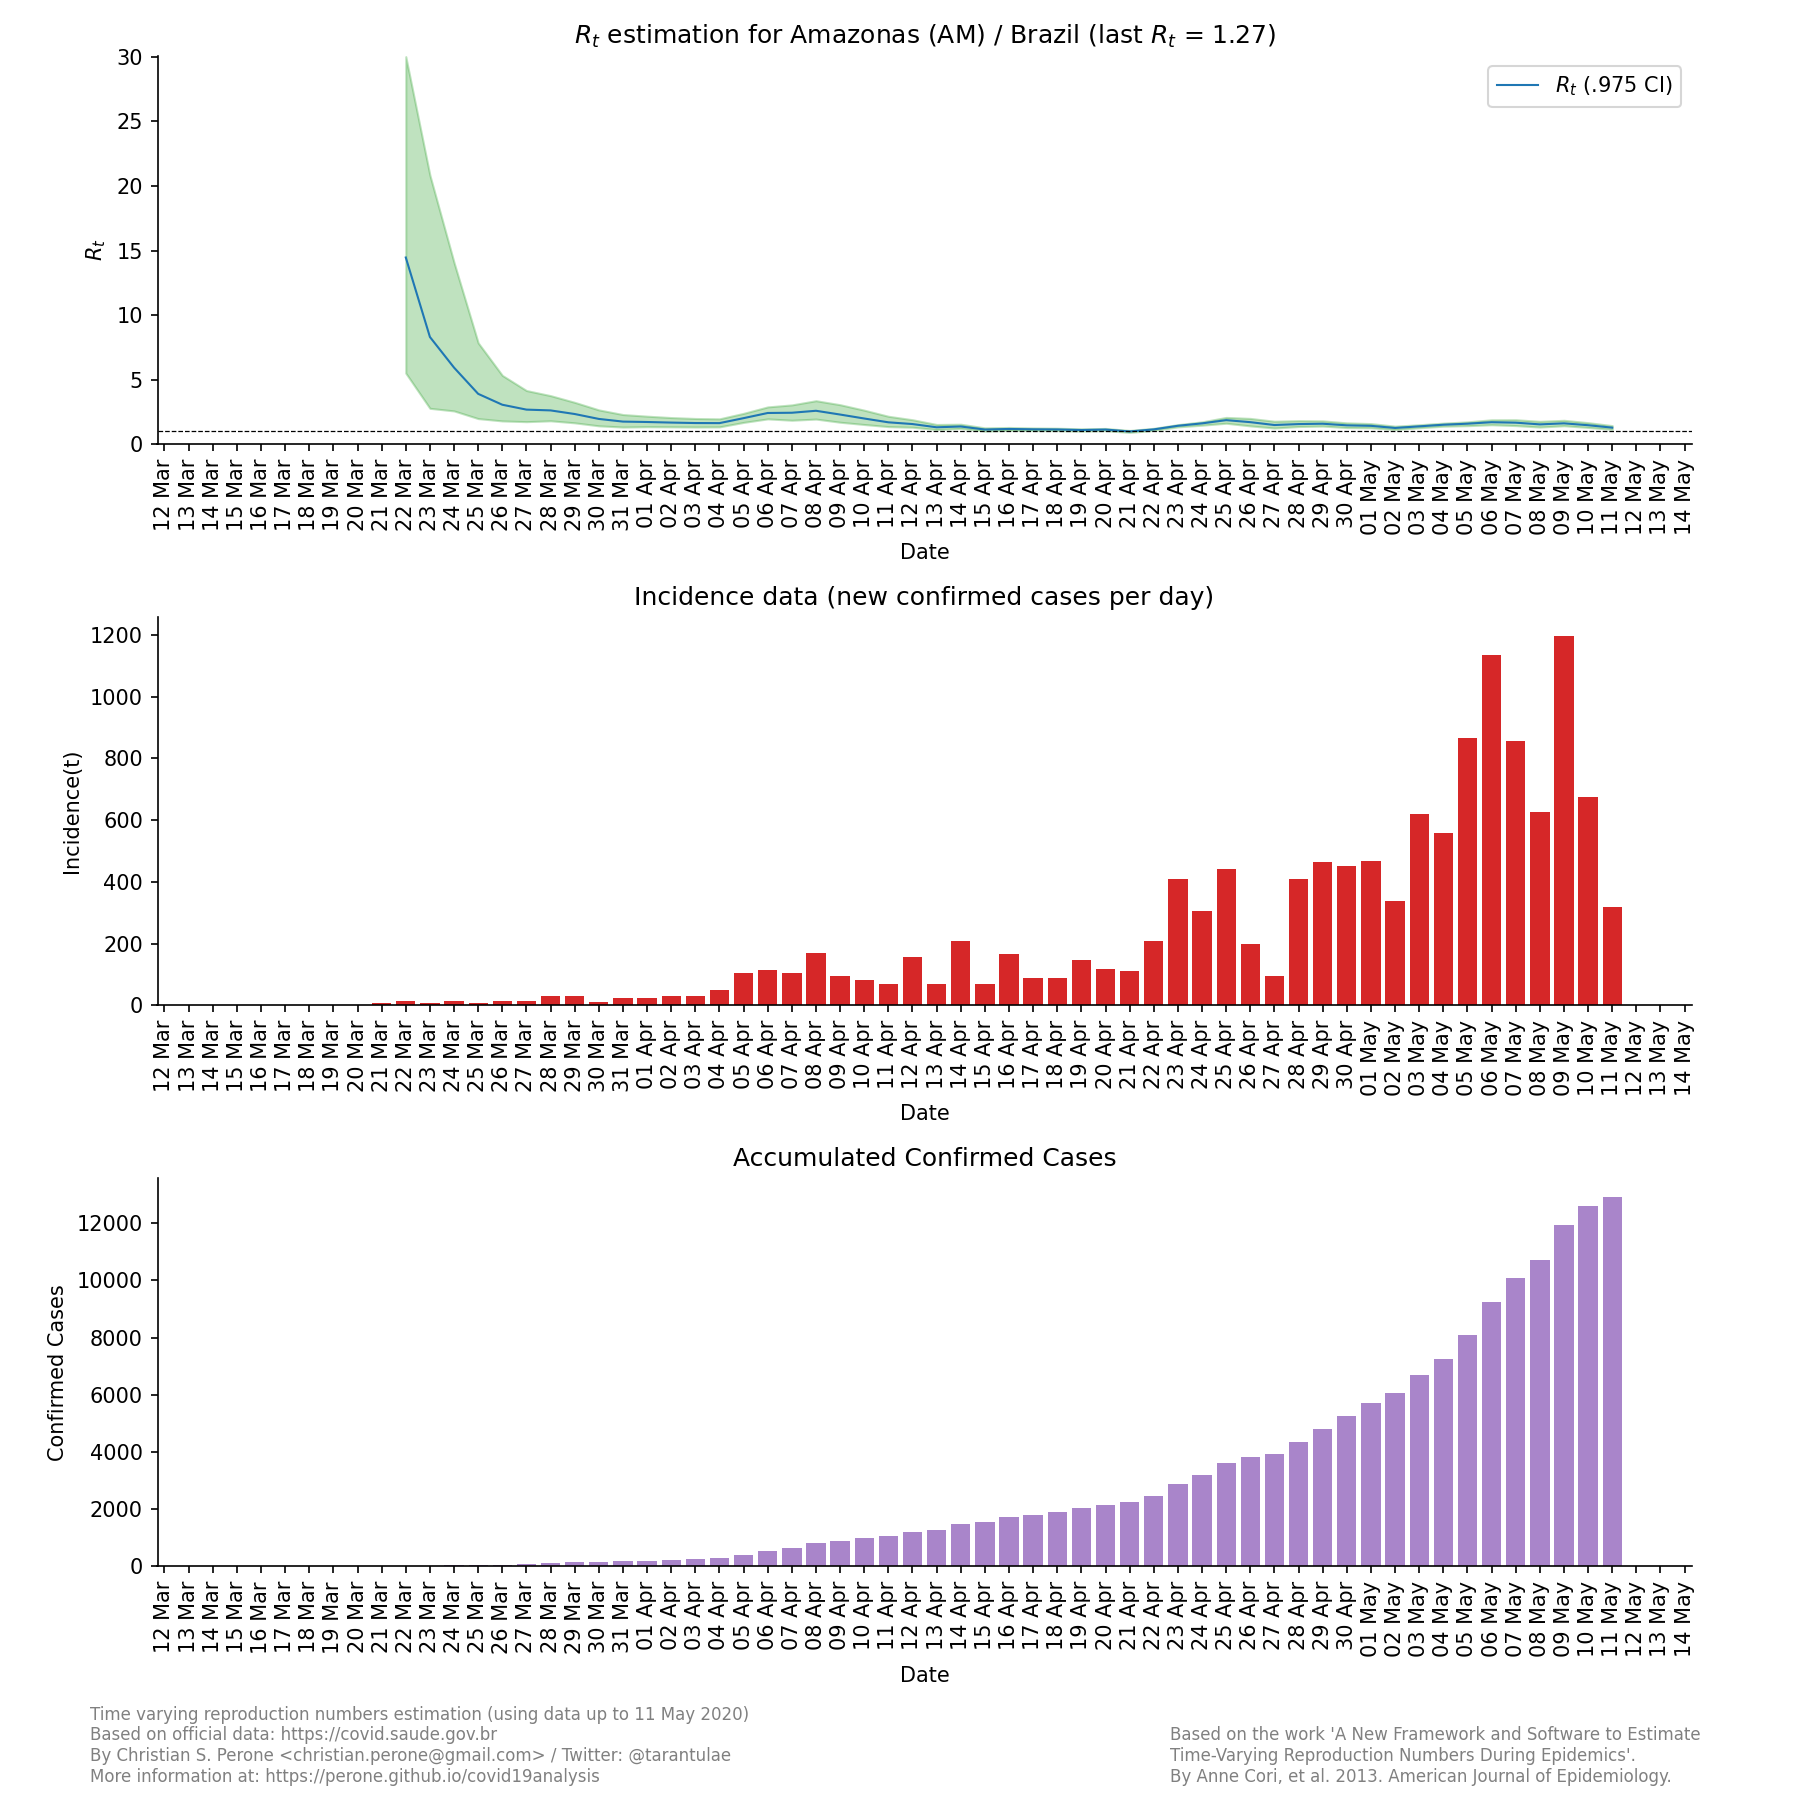 R_t estimation for Amazonas (AM) / Brazil (last R_t = 1.27)
R_t (.975 CI)
R_t
30
25
20
15
10
5
0
12 Mar 13 Mar 14 Mar 15 Mar 16 Mar 17 Mar 18 Mar 19 Mar 20 Mar 21 Mar 22 Mar 23 Mar 24 Mar 25 Mar 26 Mar 27 Mar 28 Mar 29 Mar 30 Mar 31 Mar 01 Apr 02 Apr 03 Apr 04 Apr 05 Apr 06 Apr 07 Apr 08 Apr 09 Apr 10 Apr 11 Apr 12 Apr 13 Apr 14 Apr 15 Apr 16 Apr 17 Apr 18 Apr 19 Apr 20 Apr 21 Apr 22 Apr 23 Apr 24 Apr 25 Apr 26 Apr 27 Apr 28 Apr 29 Apr 30 Apr 01 May 02 May 03 May 04 May 05 May 06 May 07 May 08 May 09 May 10 May 11 May 12 May 13 May 14 May
Date
Incidence data (new confirmed cases per day)
Incidence(t)
1200
1000
800
600
400
200
0
12 Mar 13 Mar 14 Mar 15 Mar 16 Mar 17 Mar 18 Mar 19 Mar 20 Mar 21 Mar 22 Mar 23 Mar 24 Mar 25 Mar 26 Mar 27 Mar 28 Mar 29 Mar 30 Mar 31 Mar 01 Apr 02 Apr 03 Apr 04 Apr 05 Apr 06 Apr 07 Apr 08 Apr 09 Apr 10 Apr 11 Apr 12 Apr 13 Apr 14 Apr 15 Apr 16 Apr 17 Apr 18 Apr 19 Apr 20 Apr 21 Apr 22 Apr 23 Apr 24 Apr 25 Apr 26 Apr 27 Apr 28 Apr 29 Apr 30 Apr 01 May 02 May 03 May 04 May 05 May 06 May 07 May 08 May 09 May 10 May 11 May 12 May 13 May 14 May
Date
Accumulated Confirmed Cases
Confirmed Cases
12000
10000
8000
6000
4000
2000
0
12 Mar 13 Mar 14 Mar 15 Mar 16 Mar 17 Mar 18 Mar 19 Mar 20 Mar 21 Mar 22 Mar 23 Mar 24 Mar 25 Mar 26 Mar 27 Mar 28 Mar 29 Mar 30 Mar 31 Mar 01 Apr 02 Apr 03 Apr 04 Apr 05 Apr 06 Apr 07 Apr 08 Apr 09 Apr 10 Apr 11 Apr 12 Apr 13 Apr 14 Apr 15 Apr 16 Apr 17 Apr 18 Apr 19 Apr 20 Apr 21 Apr 22 Apr 23 Apr 24 Apr 25 Apr 26 Apr 27 Apr 28 Apr 29 Apr 30 Apr 01 May 02 May 03 May 04 May 05 May 06 May 07 May 08 May 09 May 10 May 11 May 12 May 13 May 14 May
Date
Time varying reproduction numbers estimation (using data up to 11 May 2020)
Based on official data: https://covid.saude.gov.br
By Christian S. Perone <christian.perone@gmail.com> / Twitter: @tarantulae
More information at: https://perone.github.io/covid19analysis
Based on the work 'A New Framework and Software to Estimate
Time-Varying Reproduction Numbers During Epidemics'.
By Anne Cori, et al. 2013. American Journal of Epidemiology.